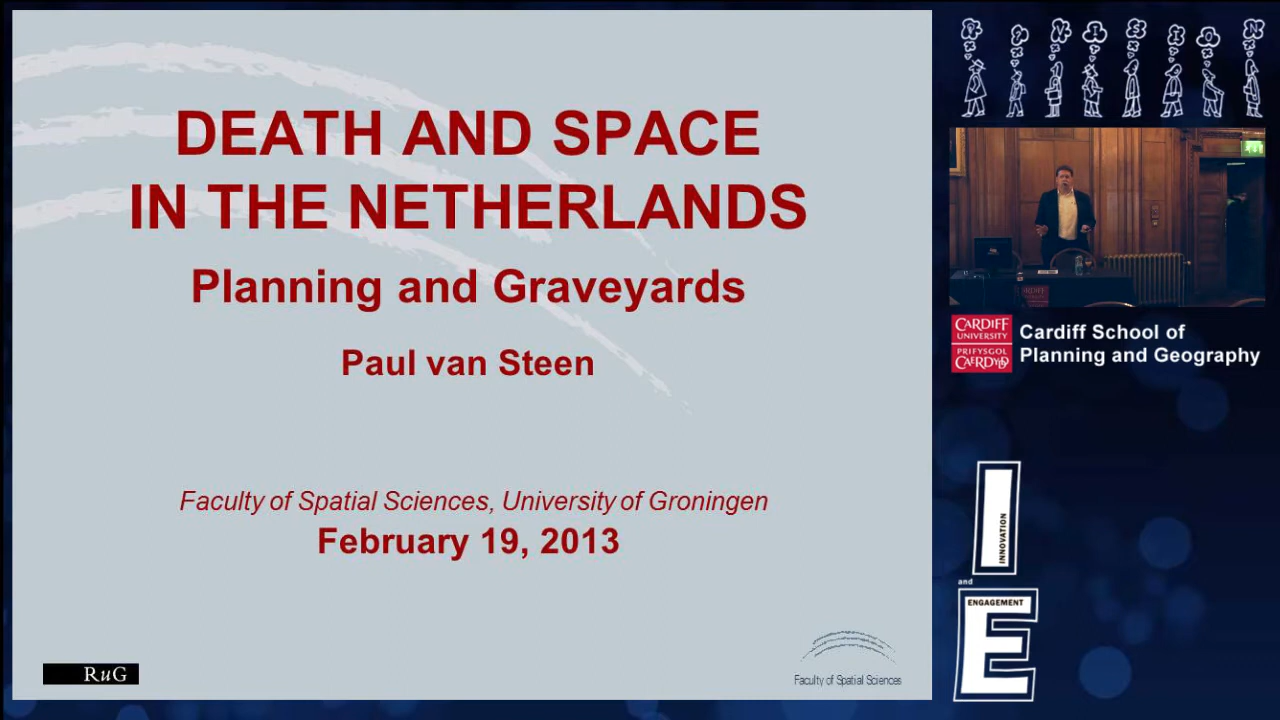 DEATH AND SPACE
IN THE NETHERLANDS
Planning and Graveyards
Paul van Steen
Faculty of Spatial Sciences, University of Groningen
February 19, 2013
RuG
Faculty of Spatial Sciences
CARDIFF
UNIVERSITY
PRIFYSGOL
CAERDYDD
Cardiff School of
Planning and Geography
I
INNOVATION
and
ENGAGEMENT
E